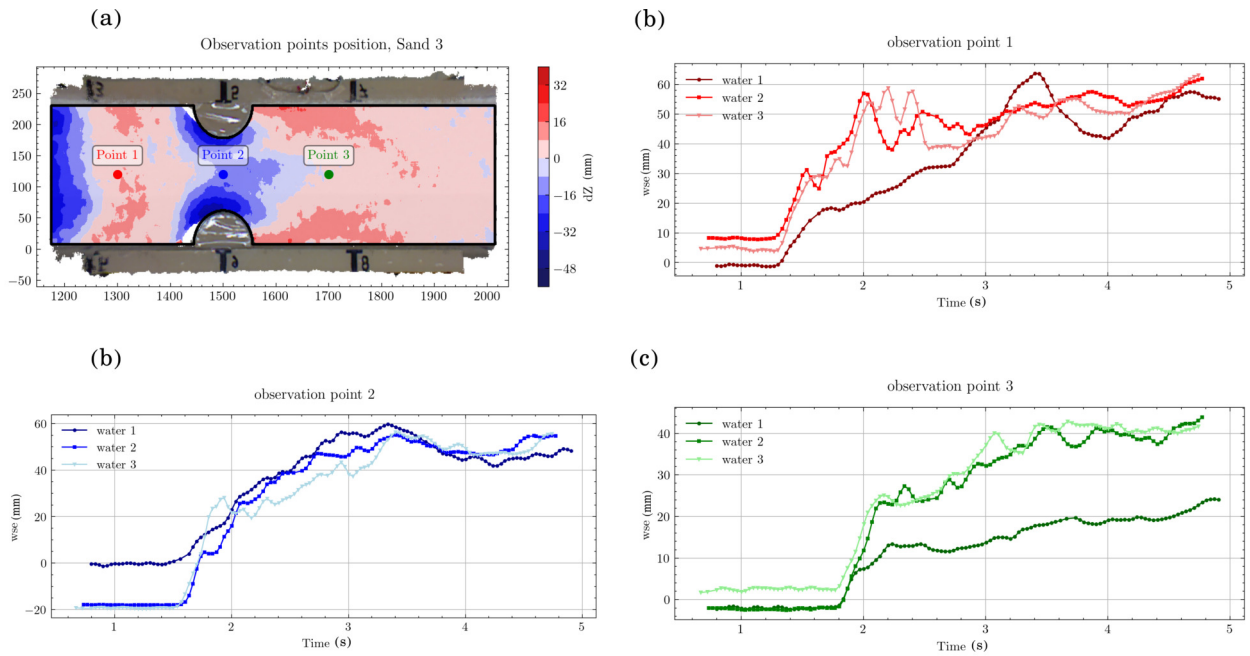 (a)
Observation points position, Sand 3
250
200
150
100
50
0
−50
1200 1300 1400 1500 1600 1700 1800 1900 2000
Point 1
Point 2
Point 3
32
16
0
−16
−32
−48
dZ (mm)
(b)
observation point 1
water 1
water 2
water 3
wse (mm)
60
50
40
30
20
10
0
1 2 3 4 5
Time (s)
(b)
observation point 2
water 1
water 2
water 3
wse (mm)
60
40
20
0
−20
1 2 3 4 5
Time (s)
(c)
observation point 3
water 1
water 2
water 3
wse (mm)
40
30
20
10
0
1 2 3 4 5
Time (s)